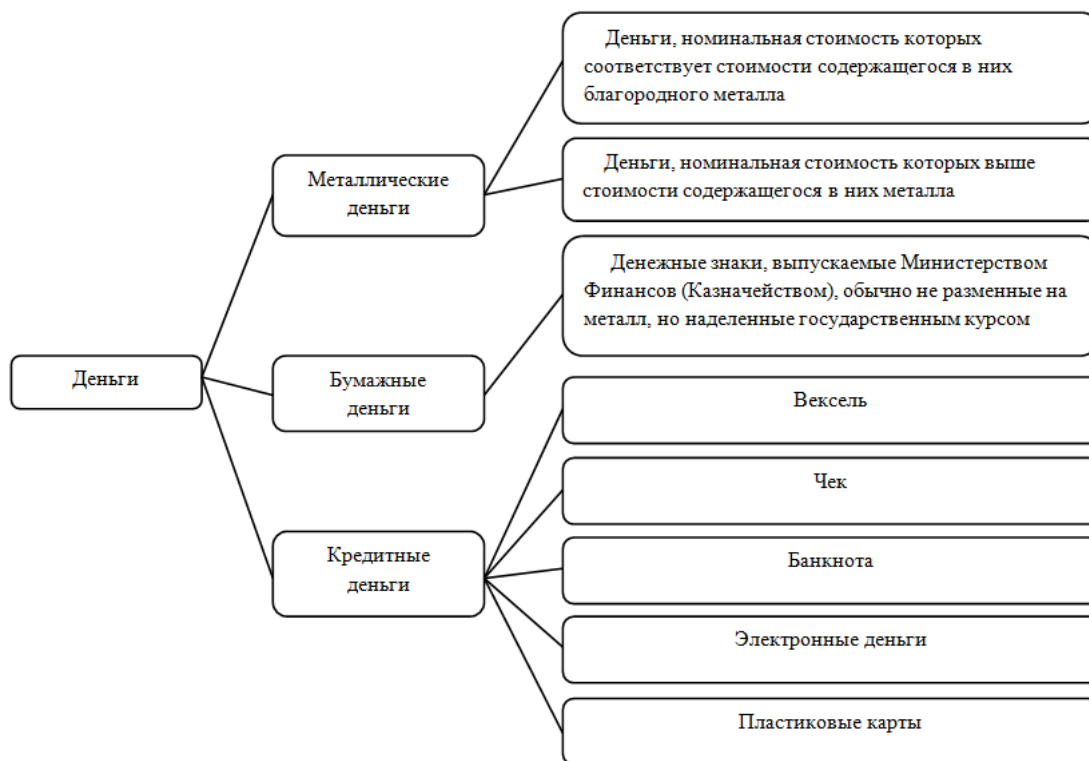 Деньги
Металлические
деньги
Деньги, номинальная стоимость которых
соответствует стоимости содержащегося в них
благородного металла
Деньги, номинальная стоимость которых выше
стоимости содержащегося в них металла
Бумажные
деньги
Денежные знаки, выпускаемые Министерством
Финансов (Казначейством), обычно не разменные на
металл, но наделенные государственным курсом
Кредитные
деньги
Вексель
Чек
Банкнота
Электронные деньги
Пластиковые карты